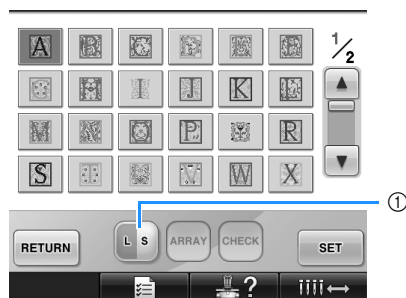 A B 1/2
H I J K
N P R
S T V W X
①
RETURN L S ARRAY CHECK SET
?